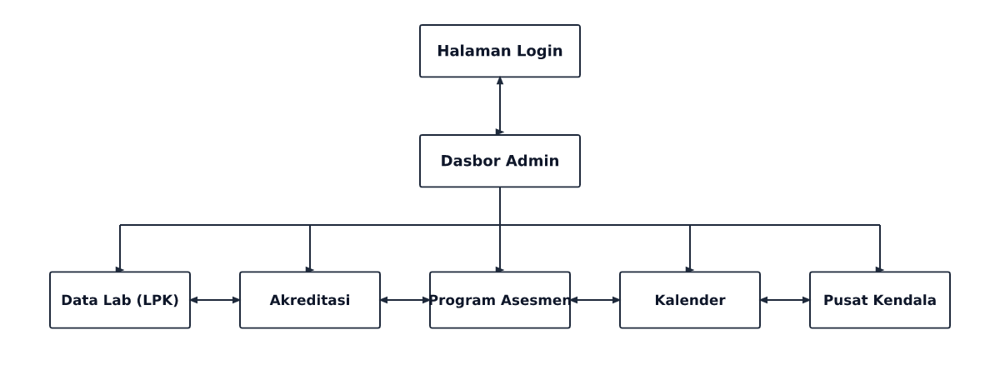 Halaman Login
Dasbor Admin
Data Lab (LPK)
Akreditasi
Program Asesmen
Kalender
Pusat Kendala